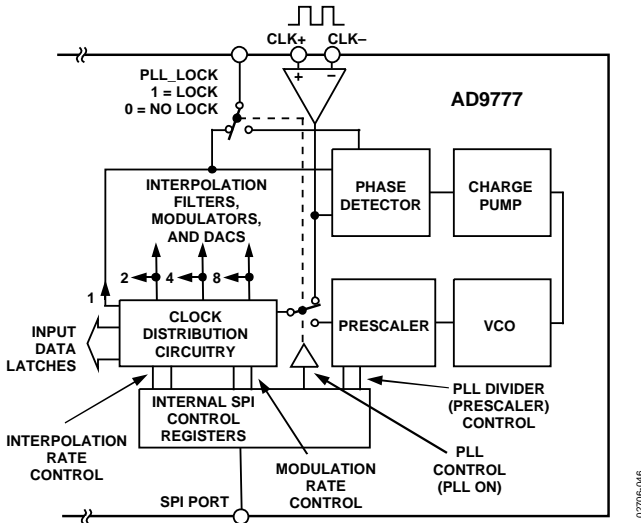 CLK+ CLK–
PLL_LOCK
1 = LOCK
0 = NO LOCK
+ –
AD9777
INTERPOLATION
FILTERS,
MODULATORS,
AND DACS
PHASE
DETECTOR
CHARGE
PUMP
2 4 8
1
CLOCK
DISTRIBUTION
CIRCUITRY
PRESCALER
VCO
INPUT
DATA
LATCHES
INTERNAL SPI
CONTROL
REGISTERS
PLL DIVIDER
(PRESCALER)
CONTROL
INTERPOLATION
RATE
CONTROL
MODULATION
RATE
CONTROL
PLL
CONTROL
(PLL ON)
SPI PORT
02706-046